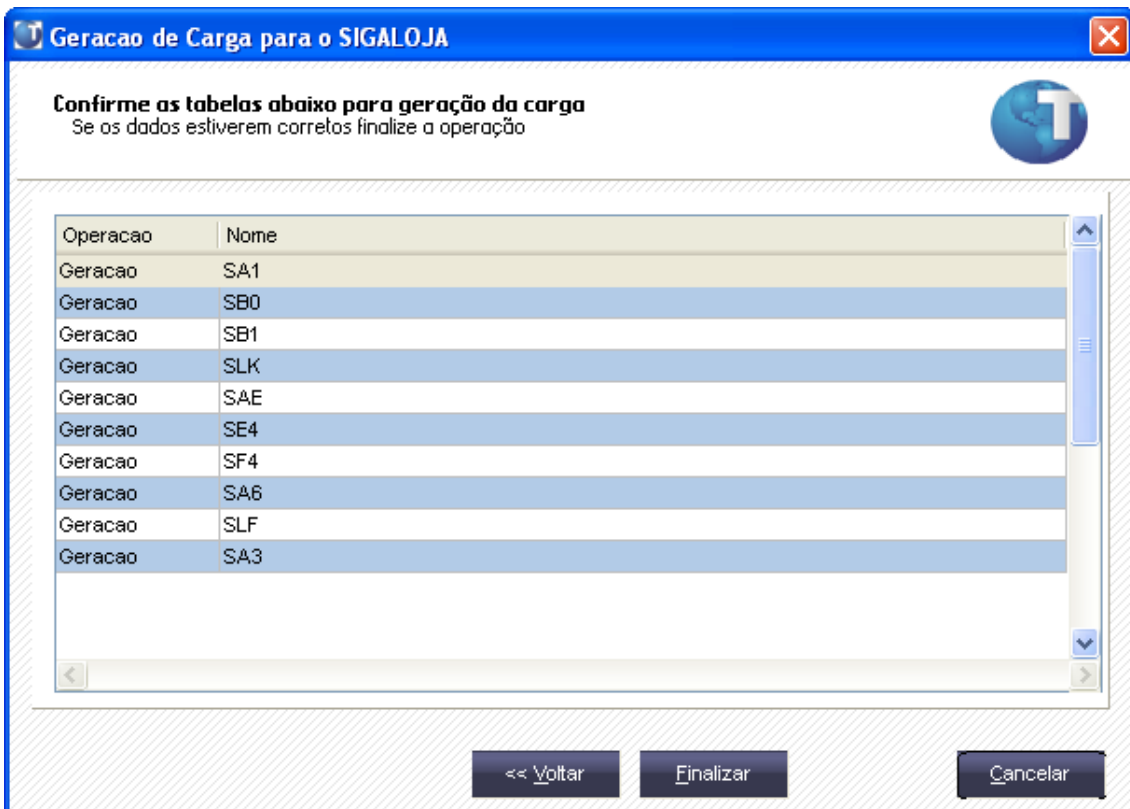 Geracao de Carga para o SIGALOJA
Confirme as tabelas abaixo para geração da carga
Se os dados estiverem corretos finalize a operação
Operacao Nome
Geracao SA1
Geracao SB0
Geracao SB1
Geracao SLK
Geracao SAE
Geracao SE4
Geracao SF4
Geracao SA6
Geracao SLF
Geracao SA3
<< Voltar Finalizar Cancelar